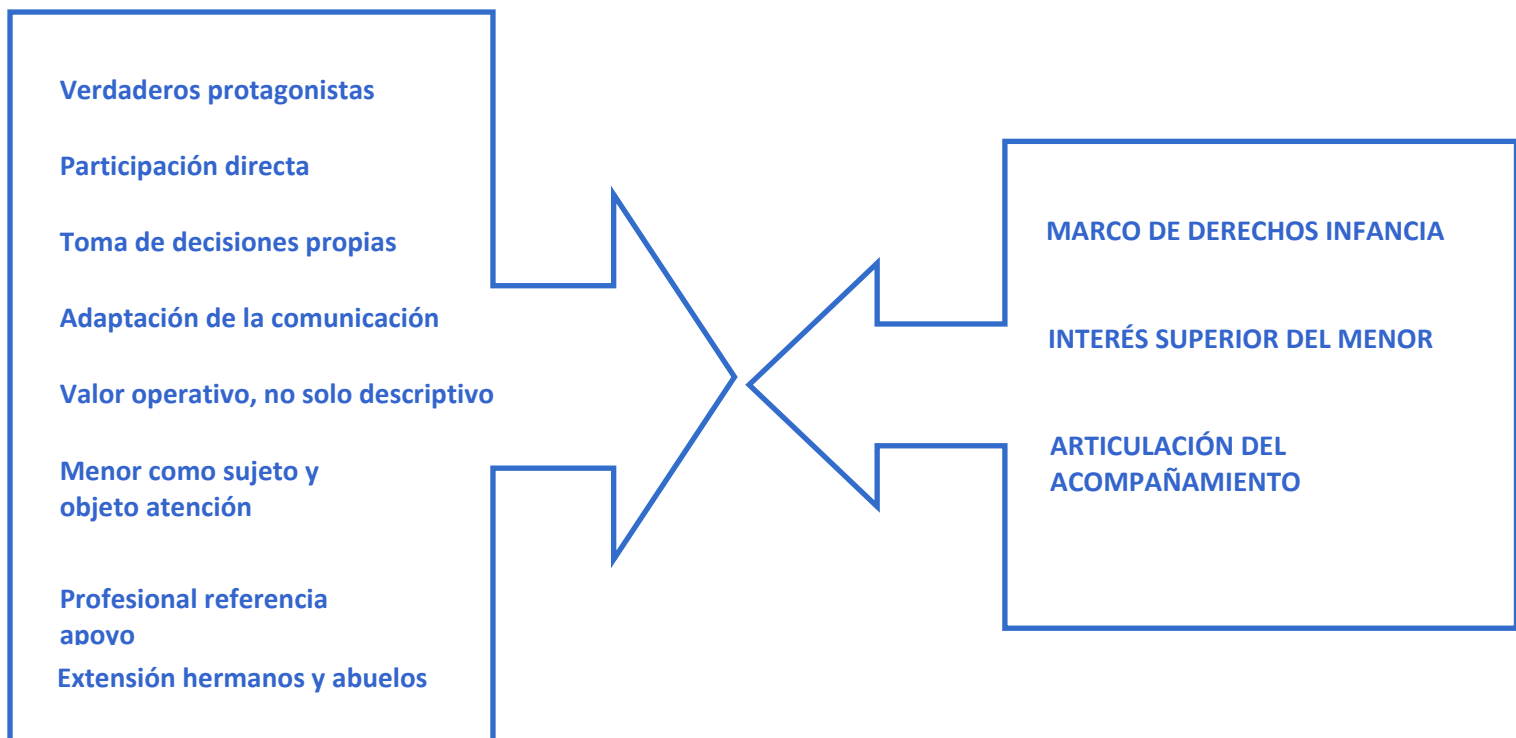 Verdaderos protagonistas
Participación directa
Toma de decisiones propias
Adaptación de la comunicación
Valor operativo, no solo descriptivo
Menor como sujeto y
objeto atención
Profesional referencia
apoyo
Extensión hermanos y abuelos
MARCO DE DERECHOS INFANCIA
INTERÉS SUPERIOR DEL MENOR
ARTICULACIÓN DEL
ACOMPAÑAMIENTO